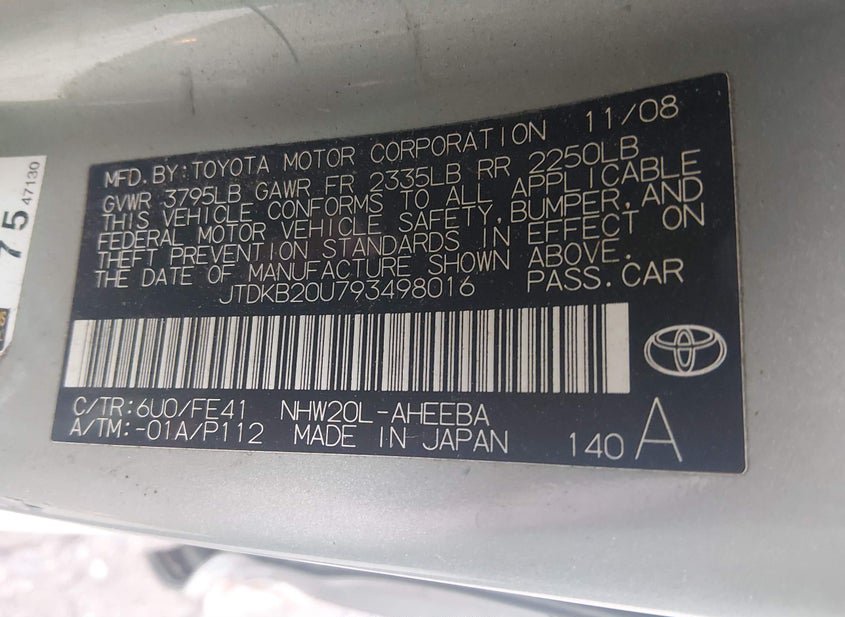 MFD.BY:TOYOTA MOTOR CORPORATION 11/08
GVWR 3795LB GAWR FR 2335LB RR 2250LB
THIS VEHICLE CONFORMS TO ALL APPLICABLE
FEDERAL MOTOR VEHICLE SAFETY,BUMPER,AND
THEFT PREVENTION STANDARDS IN EFFECT ON
THE DATE OF MANUFACTURE SHOWN ABOVE.
JTDKB20U793498016 PASS.CAR
C/TR:6U0/FE41 NHW20L-AHEEBA
A/TM:-01A/P112 MADE IN JAPAN 140 A
75
47130